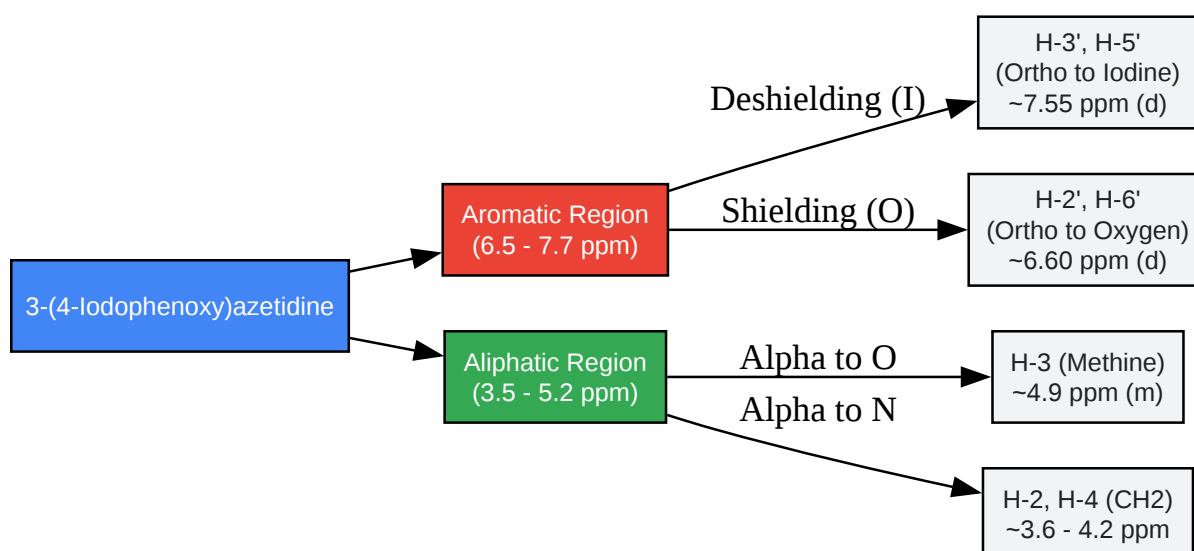 3-(4-Iodophenoxy)azetidine
Aromatic Region
(6.5 - 7.7 ppm)
Aliphatic Region
(3.5 - 5.2 ppm)
Deshielding (I)
Shielding (O)
Alpha to O
Alpha to N
H-3', H-5'
(Ortho to Iodine)
~7.55 ppm (d)
H-2', H-6'
(Ortho to Oxygen)
~6.60 ppm (d)
H-3 (Methine)
~4.9 ppm (m)
H-2, H-4 (CH2)
~3.6 - 4.2 ppm